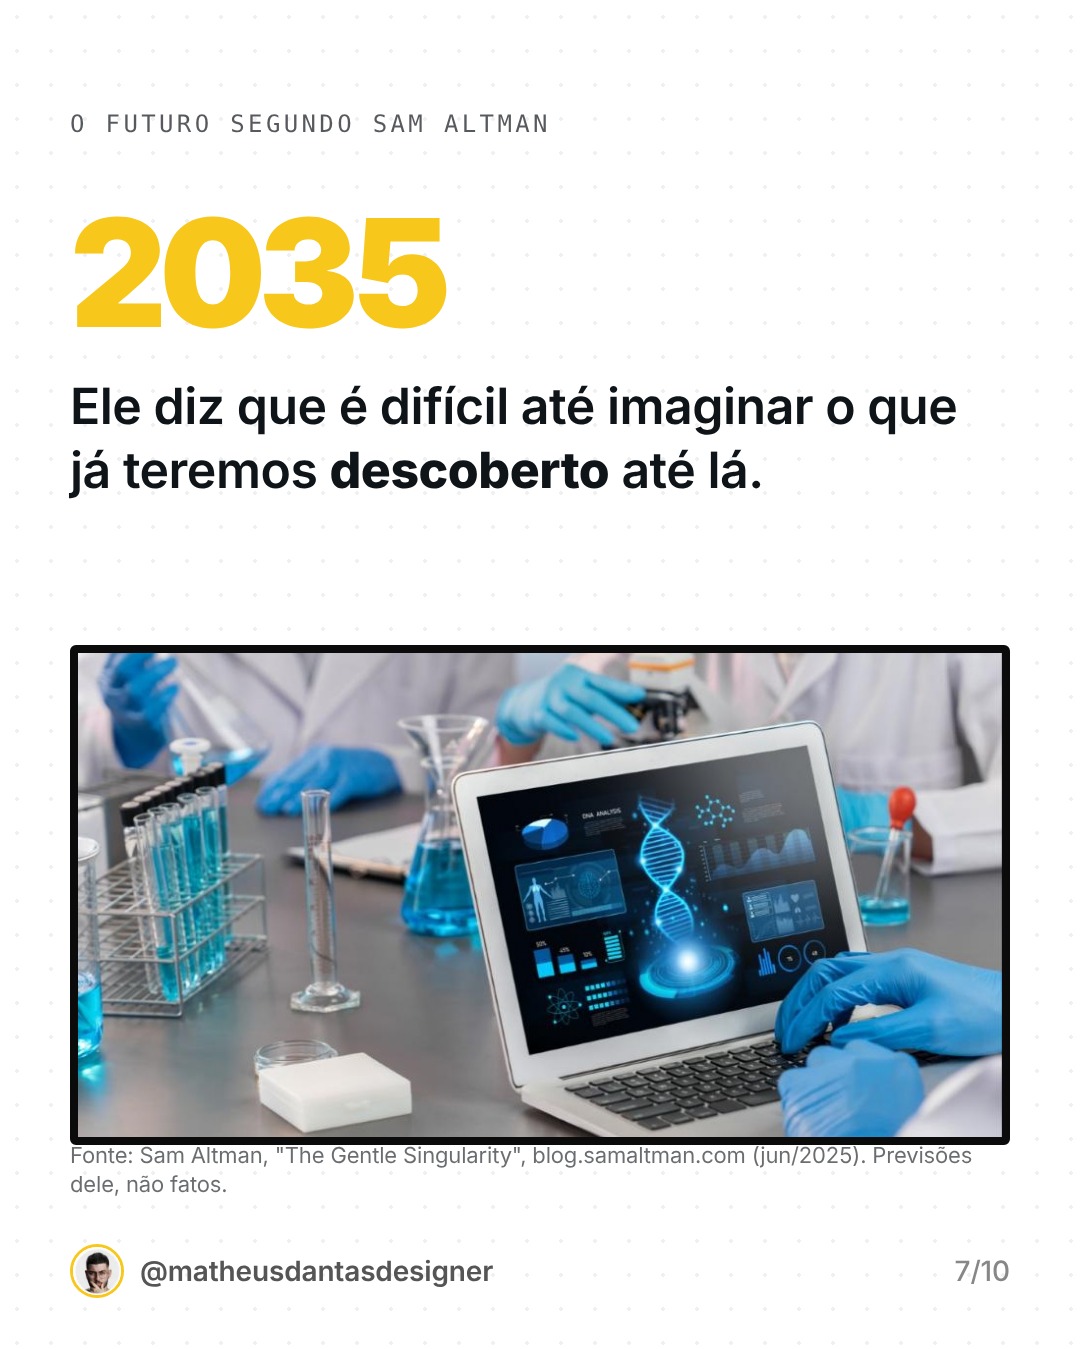 O FUTURO SEGUNDO SAM ALTMAN
2035
Ele diz que é difícil até imaginar o que
já teremos descoberto até lá.
DNA ANALYSIS
Fonte: Sam Altman, "The Gentle Singularity", blog.samaltman.com (jun/2025). Previsões
dele, não fatos.
@matheusdantasdesigner
7/10